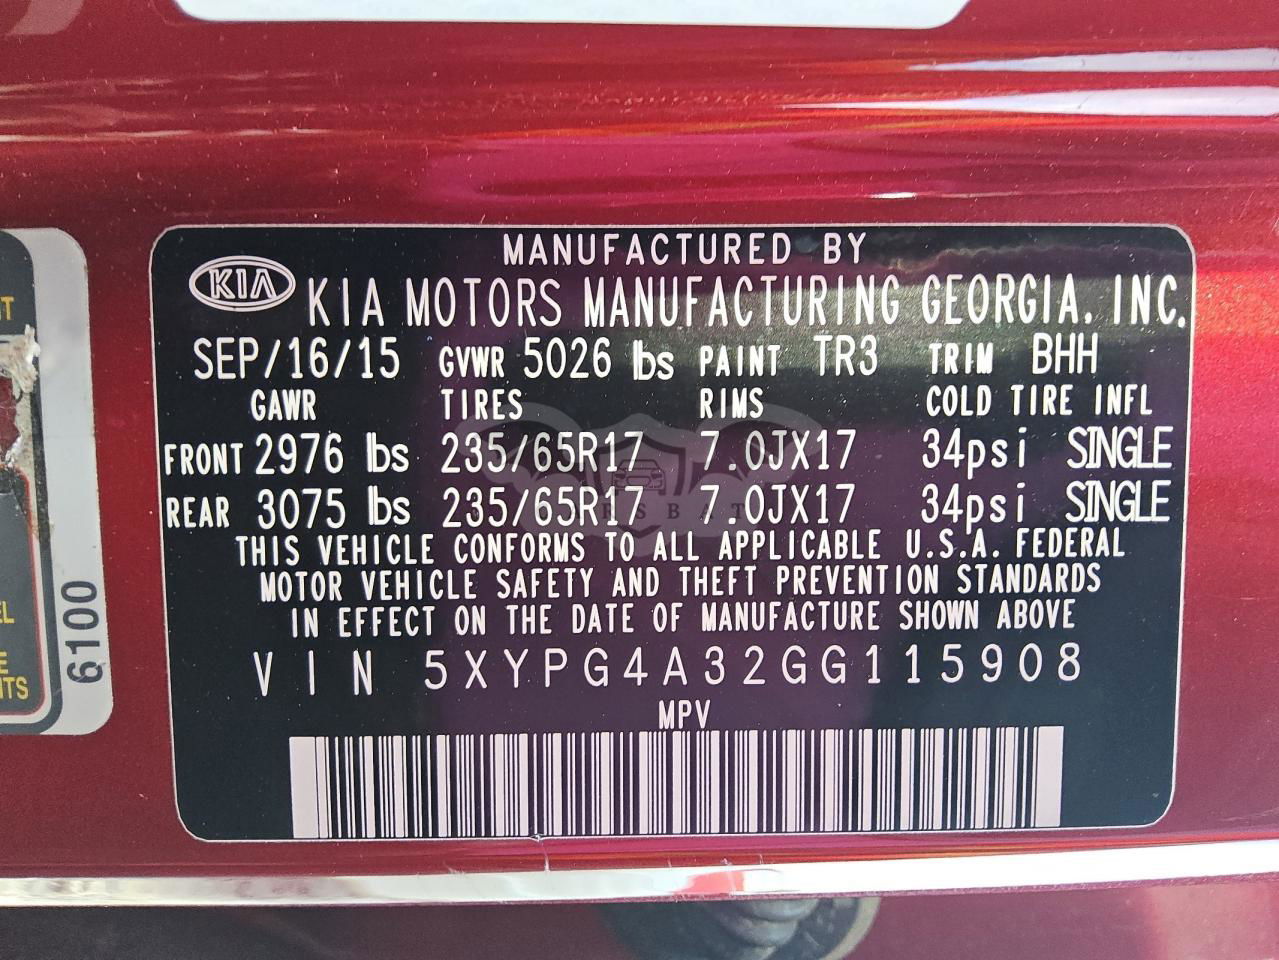 MANUFACTURED BY
KIA KIA MOTORS MANUFACTURING GEORGIA, INC.
SEP/16/15 GVWR 5026 lbs PAINT TR3 TRIM BHH
GAWR TIRES RIMS COLD TIRE INFL
FRONT 2976 lbs 235/65R17 7.0JX17 34psi SINGLE
REAR 3075 lbs 235/65R17 7.0JX17 34psi SINGLE
THIS VEHICLE CONFORMS TO ALL APPLICABLE U.S.A. FEDERAL
MOTOR VEHICLE SAFETY AND THEFT PREVENTION STANDARDS
IN EFFECT ON THE DATE OF MANUFACTURE SHOWN ABOVE
VIN 5XYPG4A32GG115908
MPV
6100